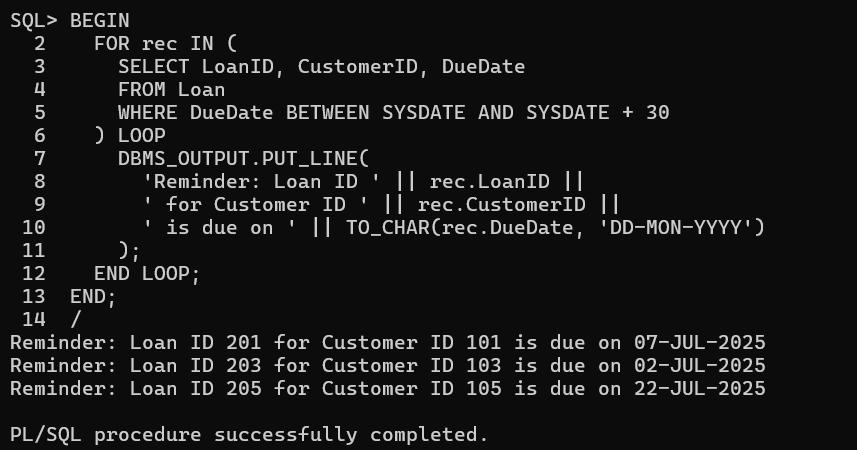 SQL> BEGIN
  2    FOR rec IN (
  3      SELECT LoanID, CustomerID, DueDate
  4      FROM Loan
  5      WHERE DueDate BETWEEN SYSDATE AND SYSDATE + 30
  6    ) LOOP
  7      DBMS_OUTPUT.PUT_LINE(
  8        'Reminder: Loan ID ' || rec.LoanID ||
  9        ' for Customer ID ' || rec.CustomerID ||
 10        ' is due on ' || TO_CHAR(rec.DueDate, 'DD-MON-YYYY')
 11      );
 12    END LOOP;
 13  END;
 14  /
Reminder: Loan ID 201 for Customer ID 101 is due on 07-JUL-2025
Reminder: Loan ID 203 for Customer ID 103 is due on 02-JUL-2025
Reminder: Loan ID 205 for Customer ID 105 is due on 22-JUL-2025

PL/SQL procedure successfully completed.